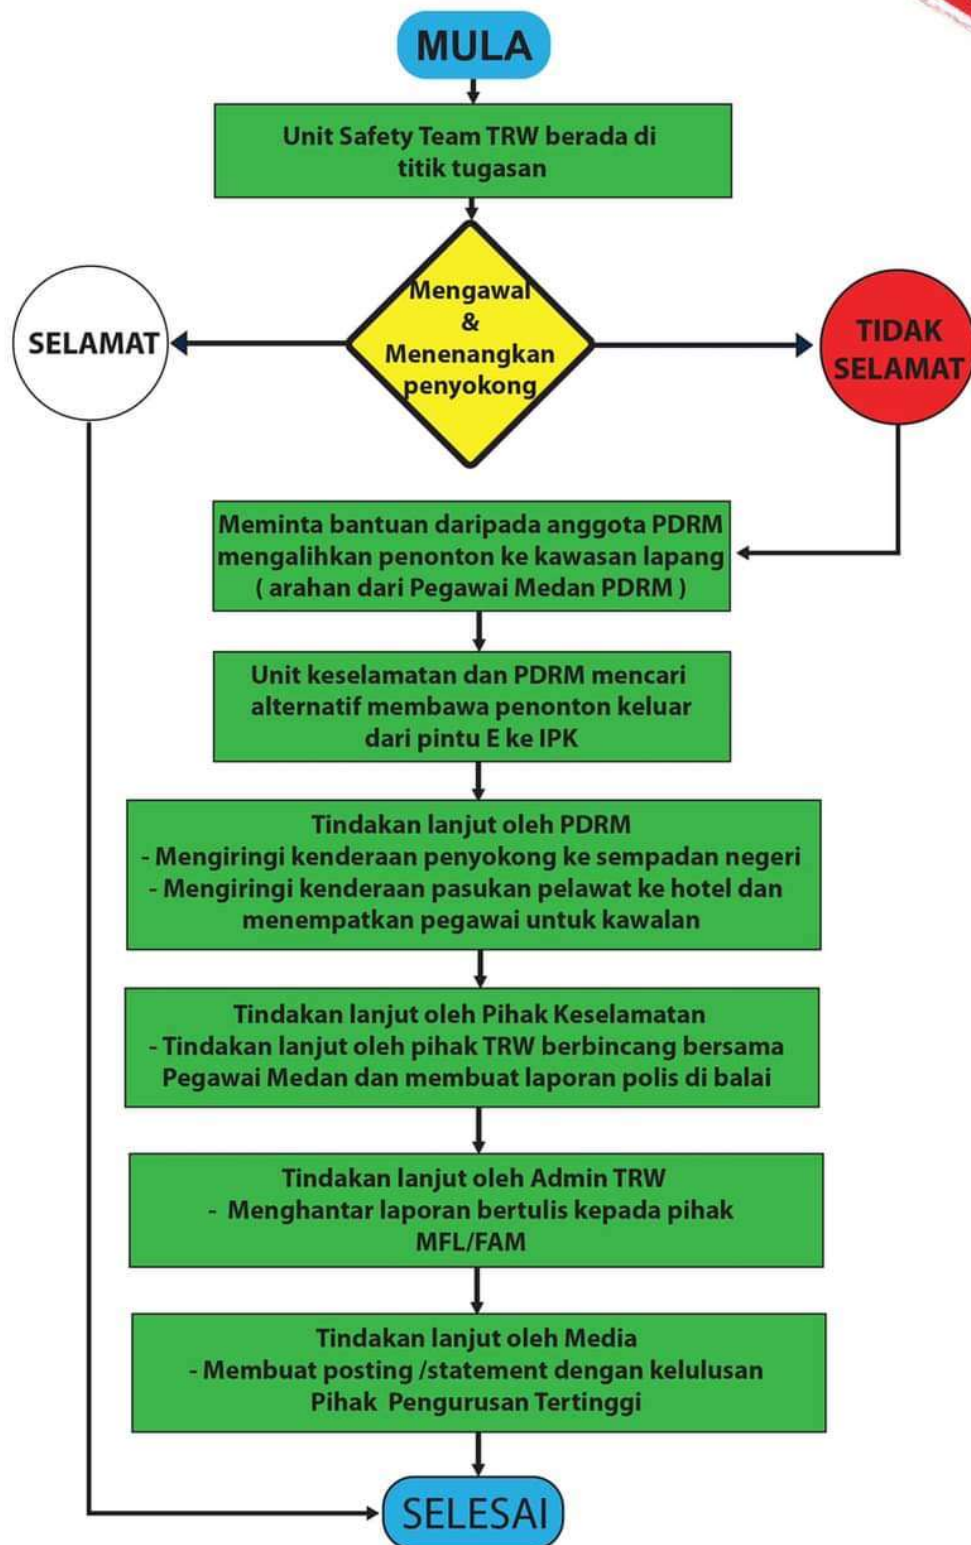 MULA
Unit Safety Team TRW berada di
titik tugasan
Mengawal
&
Menenangkan
penyokong
SELAMAT
TIDAK
SELAMAT
Meminta bantuan daripada anggota PDRM
mengalihkan penonton ke kawasan lapang
( arahan dari Pegawai Medan PDRM )
Unit keselamatan dan PDRM mencari
alternatif membawa penonton keluar
dari pintu E ke IPK
Tindakan lanjut oleh PDRM
- Mengiringi kenderaan penyokong ke sempadan negeri
- Mengiringi kenderaan pasukan pelawat ke hotel dan
menempatkan pegawai untuk kawalan
Tindakan lanjut oleh Pihak Keselamatan
- Tindakan lanjut oleh pihak TRW berbincang bersama
Pegawai Medan dan membuat laporan polis di balai
Tindakan lanjut oleh Admin TRW
- Menghantar laporan bertulis kepada pihak
MFL/FAM
Tindakan lanjut oleh Media
- Membuat posting /statement dengan kelulusan
Pihak Pengurusan Tertinggi
SELESAI